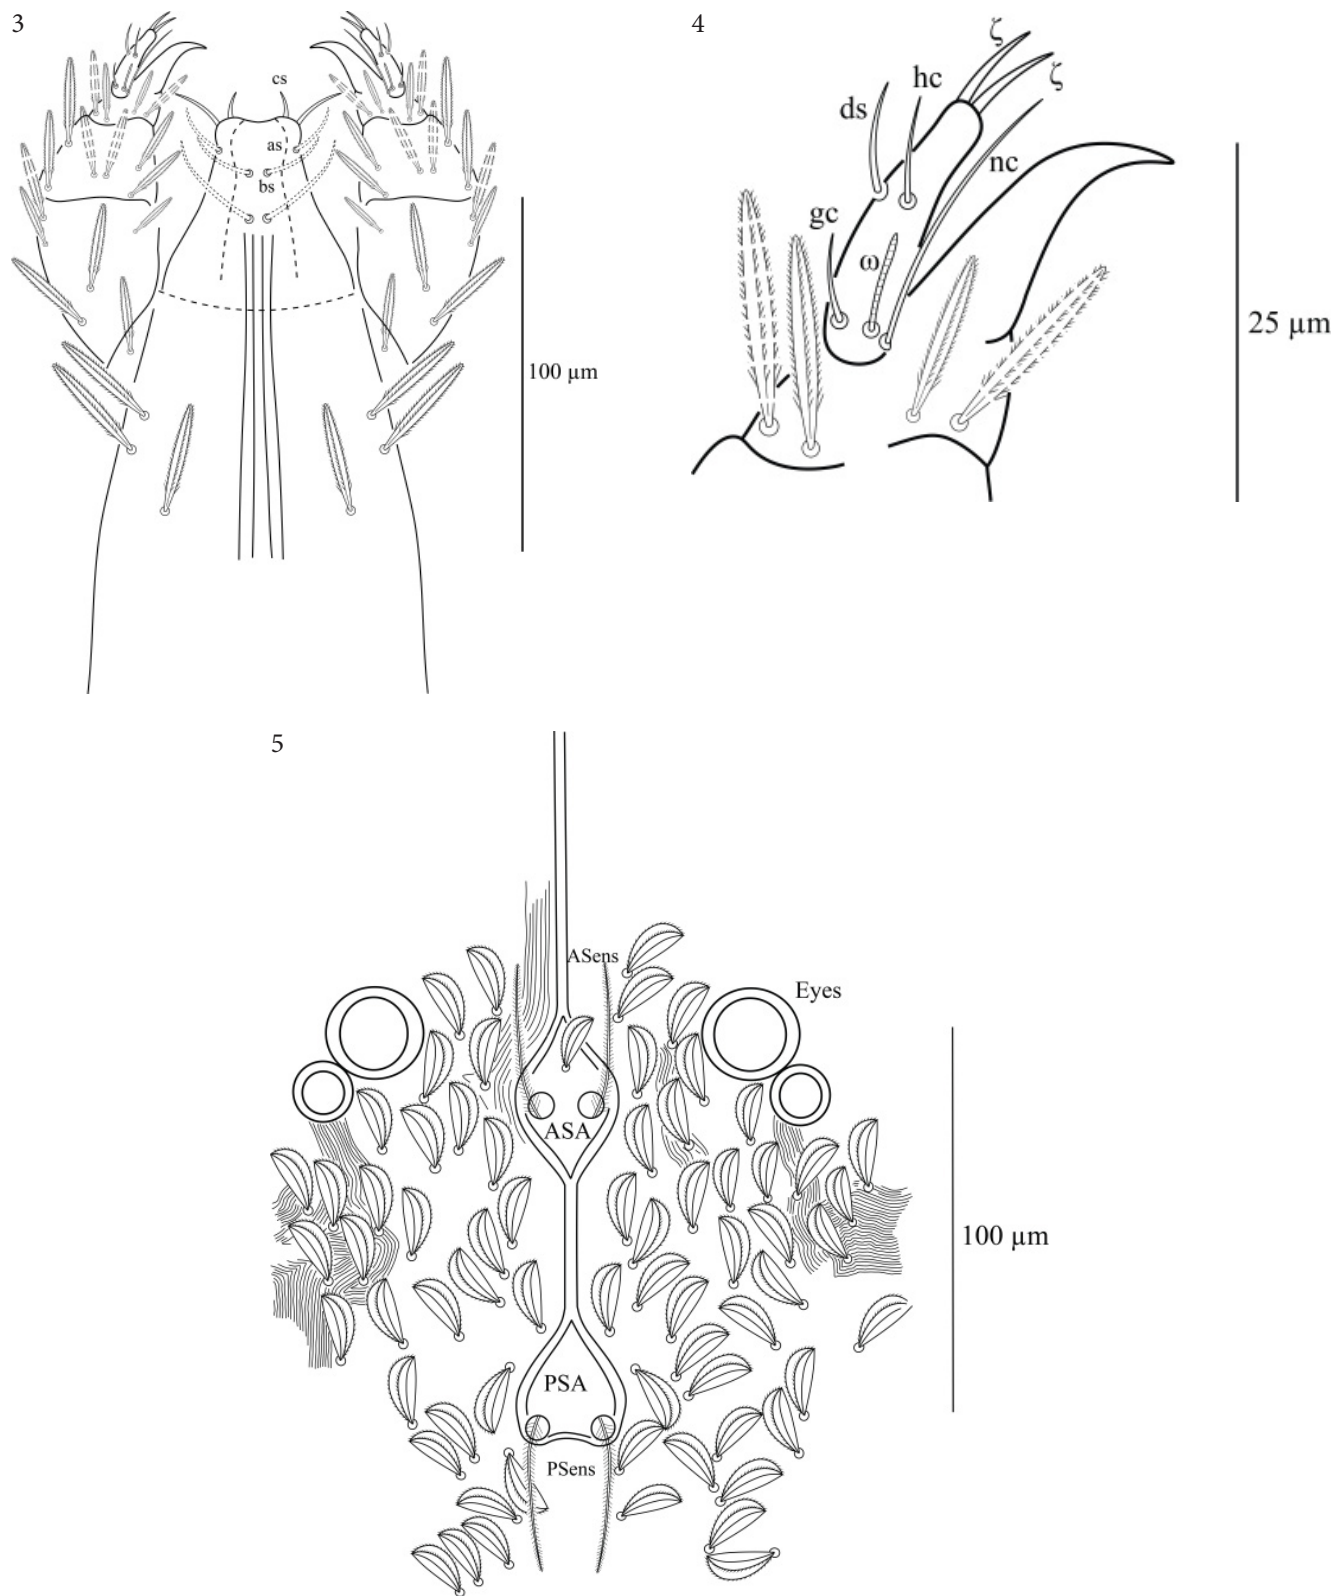 3
cs
as
bs
100 µm
4
ζ
hc
ζ
ds
nc
gc
ω
25 µm
5
ASens
Eyes
ASA
100 µm
PSA
PSens